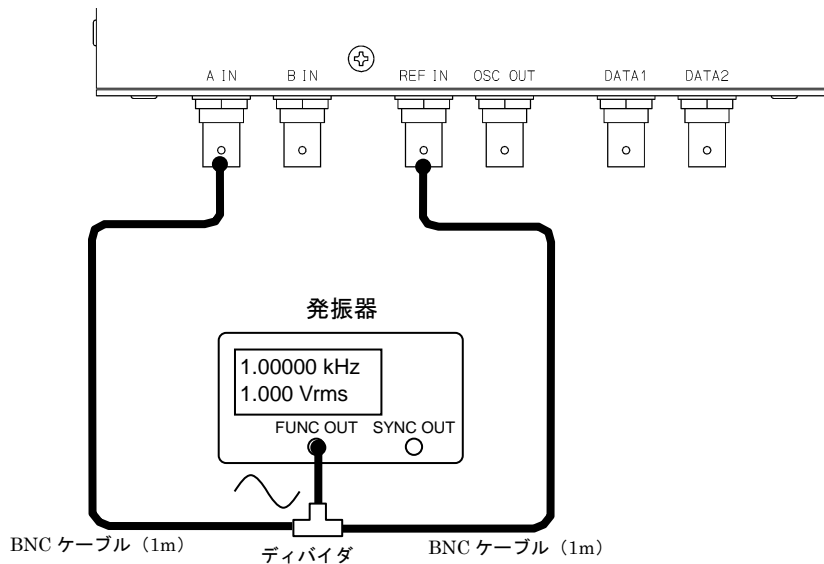 A IN
B IN
REF IN
OSC OUT
DATA1
DATA2
発振器
1.00000 kHz
1.000 Vrms
FUNC OUT
SYNC OUT
BNC ケーブル（1m）
ディバイダ
BNC ケーブル（1m）